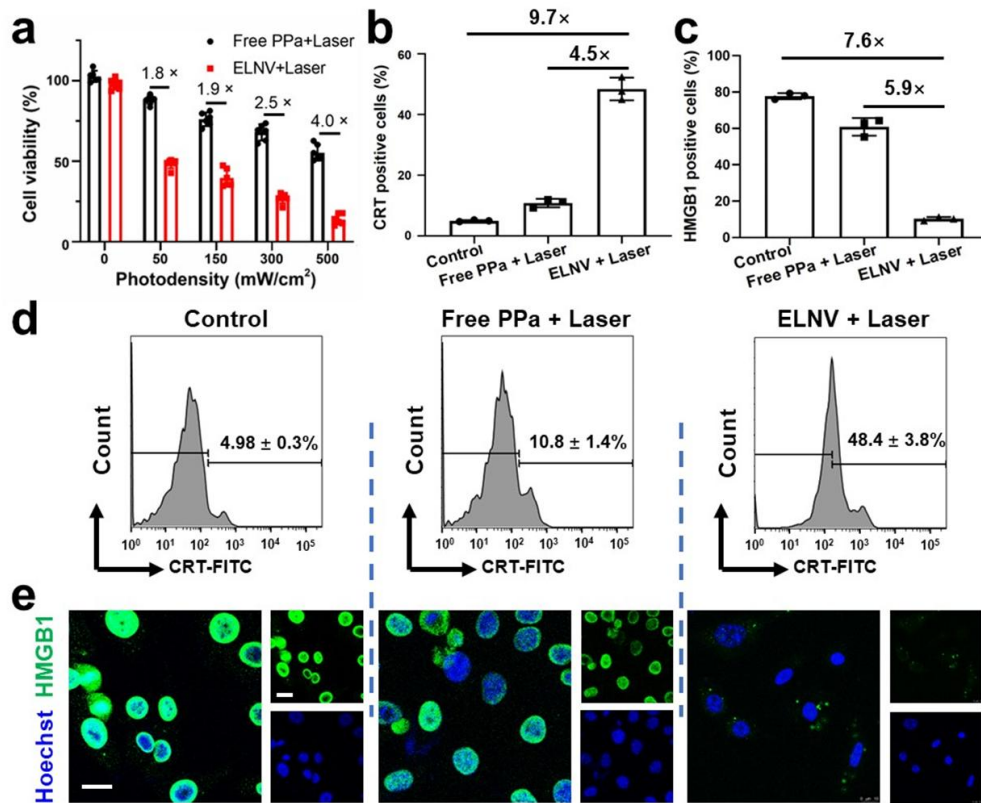 a
Free PPa+Laser
ELNV+Laser
Cell viability (%)
100
50
0
1.8 ×
1.9 ×
2.5 ×
4.0 ×
0 50 150 300 500
Photodensity (mW/cm²)
b
9.7×
4.5×
CRT positive cells (%)
60
40
20
0
Control
Free PPa + Laser
ELNV + Laser
c
7.6×
5.9×
HMGB1 positive cells (%)
100
80
60
40
20
0
Control
Free PPa + Laser
ELNV + Laser
d
Control
Count
4.98 ± 0.3%
10⁰ 10¹ 10² 10³ 10⁴ 10⁵
CRT-FITC
Free PPa + Laser
Count
10.8 ± 1.4%
10⁰ 10¹ 10² 10³ 10⁴ 10⁵
CRT-FITC
ELNV + Laser
Count
48.4 ± 3.8%
10⁰ 10¹ 10² 10³ 10⁴ 10⁵
CRT-FITC
e
Hoechst HMGB1